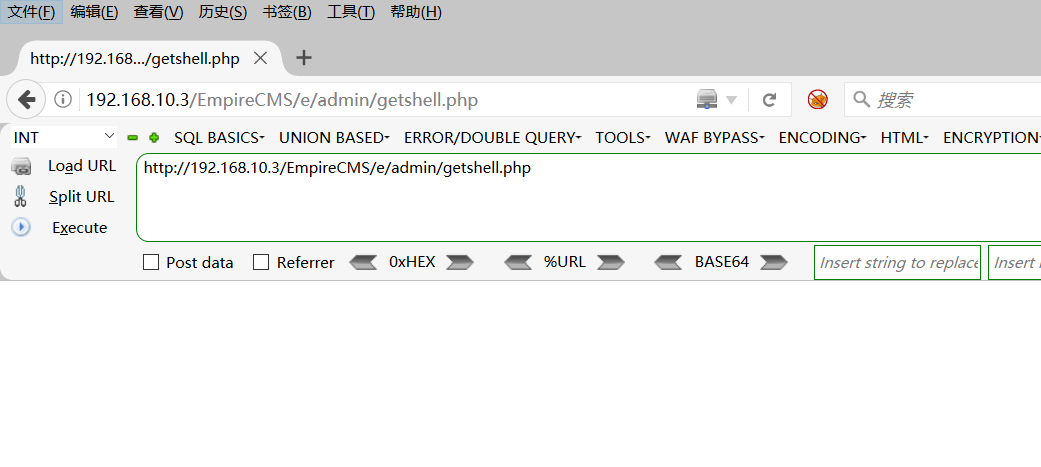 文件(F) 编辑(E) 查看(V) 历史(S) 书签(B) 工具(T) 帮助(H)
http://192.168.../getshell.php
192.168.10.3/EmpireCMS/e/admin/getshell.php 搜索
INT SQL BASICS UNION BASED ERROR/DOUBLE QUERY TOOLS WAF BYPASS ENCODING HTML ENCRYPTION
Load URL http://192.168.10.3/EmpireCMS/e/admin/getshell.php
Split URL
Execute
Post data Referrer 0xHEX %URL BASE64 Insert string to replace Insert